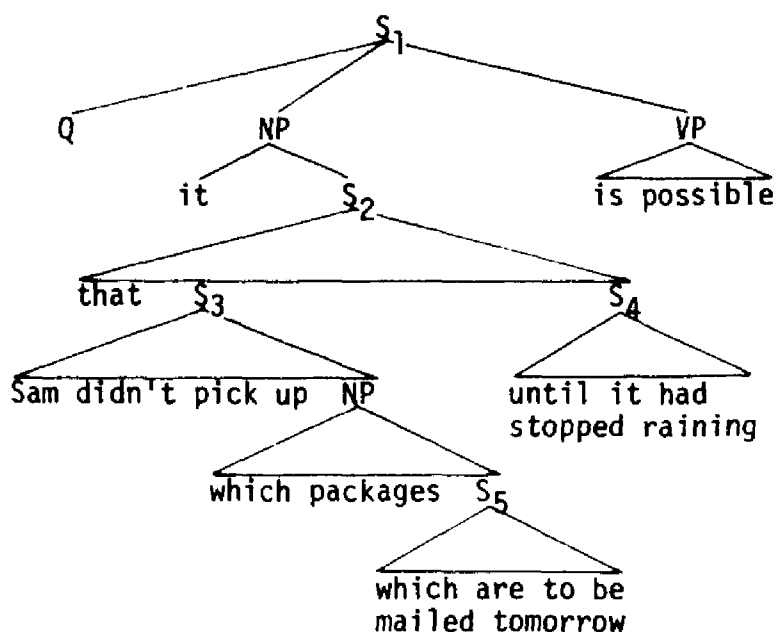 S1
Q NP VP
it S2 is possible
that S3 S4
Sam didn't pick up NP until it had
stopped raining
which packages S5
which are to be
mailed tomorrow